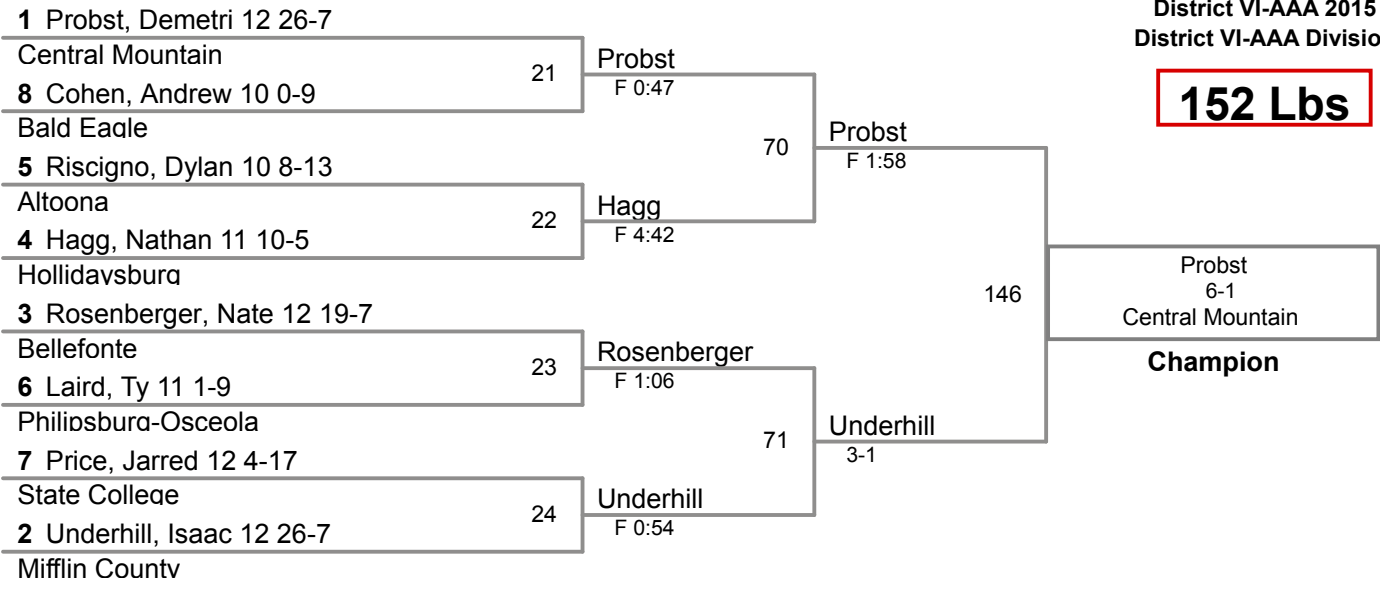 1 Probst, Demetri 12 26-7
Central Mountain
8 Cohen, Andrew 10 0-9
Bald Eagle
5 Riscigno, Dylan 10 8-13
Altoona
4 Hagg, Nathan 11 10-5
Hollidaysburg
3 Rosenberger, Nate 12 19-7
Bellefonte
6 Laird, Ty 11 1-9
Philipsburg-Osceola
7 Price, Jarred 12 4-17
State College
2 Underhill, Isaac 12 26-7
Mifflin County
21
22
23
24
Probst
F 0:47
Hagg
F 4:42
Rosenberger
F 1:06
Underhill
F 0:54
70
71
Probst
F 1:58
Underhill
3-1
146
District VI-AAA 2015
District VI-AAA Divisio
152 Lbs
Probst
6-1
Central Mountain
Champion